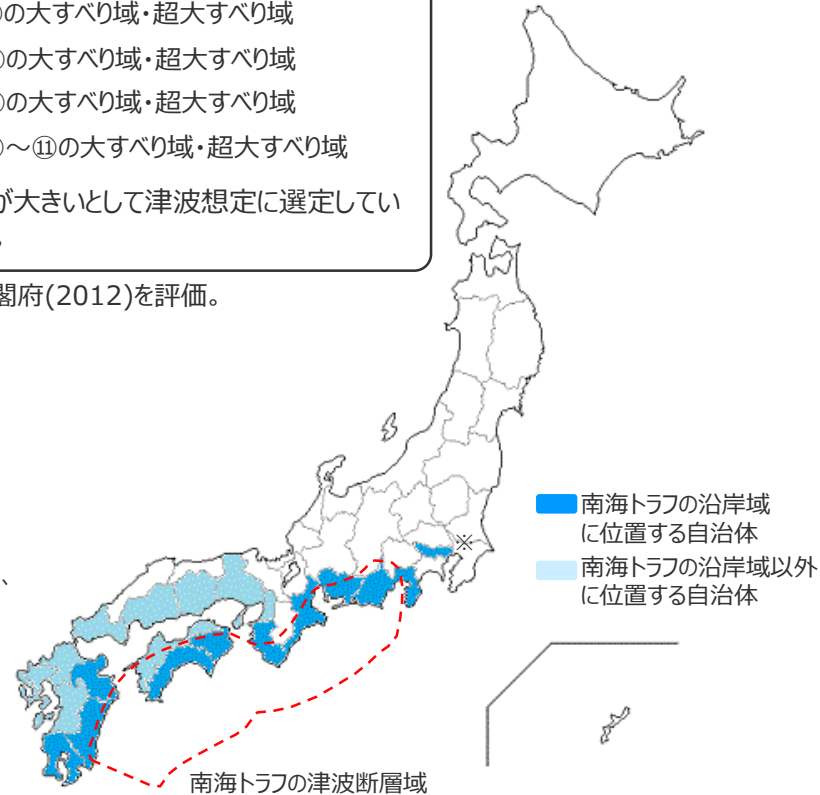 の大すべり域・超大すべり域
の大すべり域・超大すべり域
の大すべり域・超大すべり域
～⑪の大すべり域・超大すべり域
が大きいとして津波想定に選定してい
閣府(2012)を評価。
、
※
南海トラフの沿岸域
に位置する自治体
南海トラフの沿岸域以外
に位置する自治体
南海トラフの津波断層域